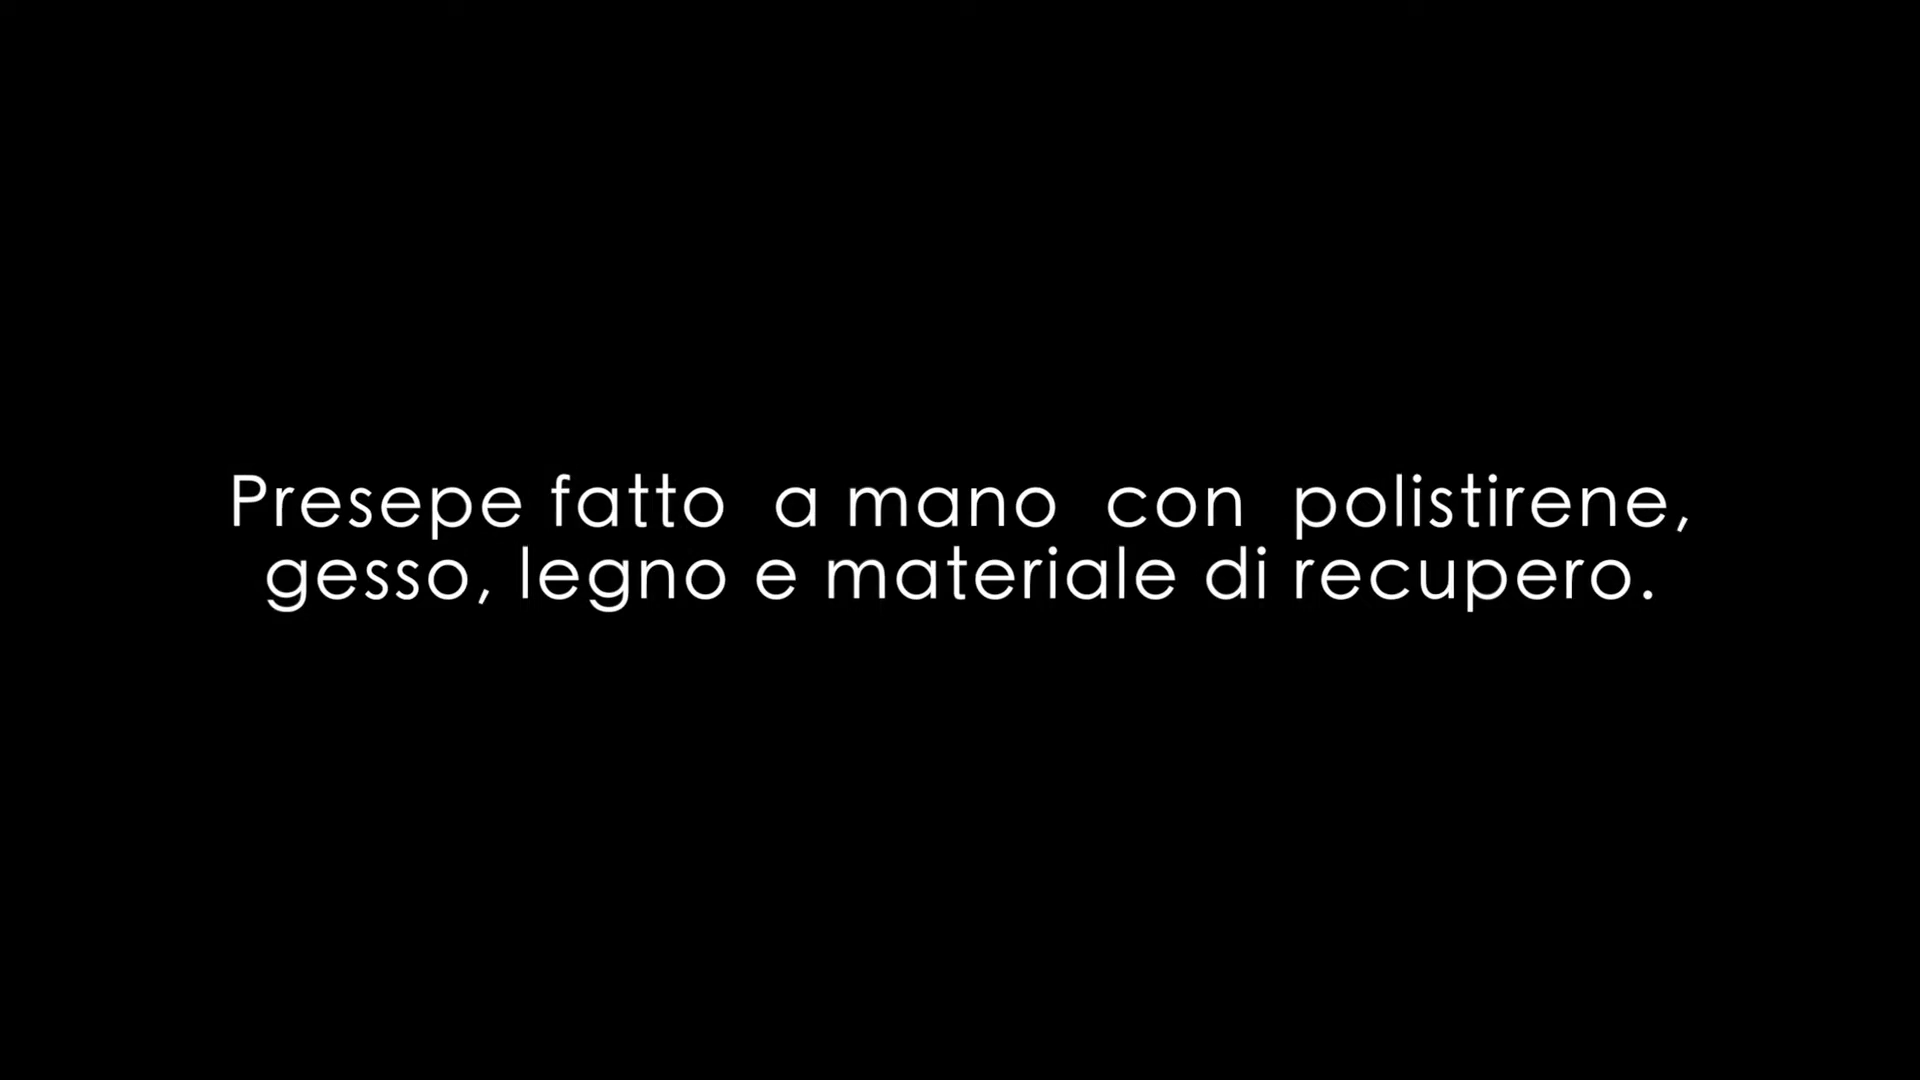 Presepe fatto a mano con polistirene,
gesso, legno e materiale di recupero.